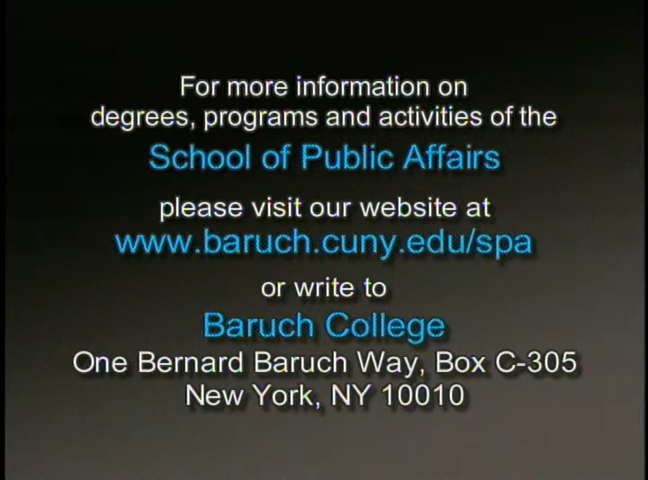 For more information on
degrees, programs and activities of the
School of Public Affairs
please visit our website at
www.baruch.cuny.edu/spa
or write to
Baruch College
One Bernard Baruch Way, Box C-305
New York, NY 10010